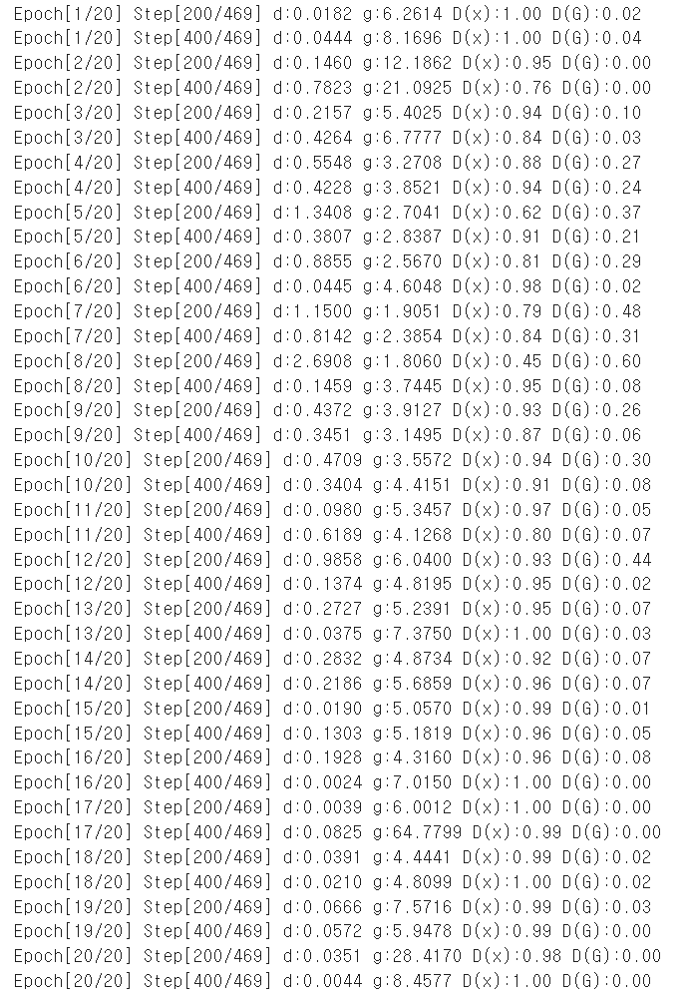 Epoch[1/20] Step[200/469] d:0.0182 g:6.2614 D(x):1.00 D(G):0.02
Epoch[1/20] Step[400/469] d:0.0444 g:8.1696 D(x):1.00 D(G):0.04
Epoch[2/20] Step[200/469] d:0.1460 g:12.1862 D(x):0.95 D(G):0.00
Epoch[2/20] Step[400/469] d:0.7823 g:21.0925 D(x):0.76 D(G):0.00
Epoch[3/20] Step[200/469] d:0.2157 g:5.4025 D(x):0.94 D(G):0.10
Epoch[3/20] Step[400/469] d:0.4264 g:6.7777 D(x):0.84 D(G):0.03
Epoch[4/20] Step[200/469] d:0.5548 g:3.2708 D(x):0.88 D(G):0.27
Epoch[4/20] Step[400/469] d:0.4228 g:3.8521 D(x):0.94 D(G):0.24
Epoch[5/20] Step[200/469] d:1.3408 g:2.7041 D(x):0.62 D(G):0.37
Epoch[5/20] Step[400/469] d:0.3807 g:2.8387 D(x):0.91 D(G):0.21
Epoch[6/20] Step[200/469] d:0.8855 g:2.5670 D(x):0.81 D(G):0.29
Epoch[6/20] Step[400/469] d:0.0445 g:4.6048 D(x):0.98 D(G):0.02
Epoch[7/20] Step[200/469] d:1.1500 g:1.9051 D(x):0.79 D(G):0.48
Epoch[7/20] Step[400/469] d:0.8142 g:2.3854 D(x):0.84 D(G):0.31
Epoch[8/20] Step[200/469] d:2.6908 g:1.8060 D(x):0.45 D(G):0.60
Epoch[8/20] Step[400/469] d:0.1459 g:3.7445 D(x):0.95 D(G):0.08
Epoch[9/20] Step[200/469] d:0.4372 g:3.9127 D(x):0.93 D(G):0.26
Epoch[9/20] Step[400/469] d:0.3451 g:3.1495 D(x):0.87 D(G):0.06
Epoch[10/20] Step[200/469] d:0.4709 g:3.5572 D(x):0.94 D(G):0.30
Epoch[10/20] Step[400/469] d:0.3404 g:4.4151 D(x):0.91 D(G):0.08
Epoch[11/20] Step[200/469] d:0.0980 g:5.3457 D(x):0.97 D(G):0.05
Epoch[11/20] Step[400/469] d:0.6189 g:4.1268 D(x):0.80 D(G):0.07
Epoch[12/20] Step[200/469] d:0.9858 g:6.0400 D(x):0.93 D(G):0.44
Epoch[12/20] Step[400/469] d:0.1374 g:4.8195 D(x):0.95 D(G):0.02
Epoch[13/20] Step[200/469] d:0.2727 g:5.2391 D(x):0.95 D(G):0.07
Epoch[13/20] Step[400/469] d:0.0375 g:7.3750 D(x):1.00 D(G):0.03
Epoch[14/20] Step[200/469] d:0.2832 g:4.8734 D(x):0.92 D(G):0.07
Epoch[14/20] Step[400/469] d:0.2186 g:5.6859 D(x):0.96 D(G):0.07
Epoch[15/20] Step[200/469] d:0.0190 g:5.0570 D(x):0.99 D(G):0.01
Epoch[15/20] Step[400/469] d:0.1303 g:5.1819 D(x):0.96 D(G):0.05
Epoch[16/20] Step[200/469] d:0.1928 g:4.3160 D(x):0.96 D(G):0.08
Epoch[16/20] Step[400/469] d:0.0024 g:7.0150 D(x):1.00 D(G):0.00
Epoch[17/20] Step[200/469] d:0.0039 g:6.0012 D(x):1.00 D(G):0.00
Epoch[17/20] Step[400/469] d:0.0825 g:64.7799 D(x):0.99 D(G):0.00
Epoch[18/20] Step[200/469] d:0.0391 g:4.4441 D(x):0.99 D(G):0.02
Epoch[18/20] Step[400/469] d:0.0210 g:4.8099 D(x):1.00 D(G):0.02
Epoch[19/20] Step[200/469] d:0.0666 g:7.5716 D(x):0.99 D(G):0.03
Epoch[19/20] Step[400/469] d:0.0572 g:5.9478 D(x):0.99 D(G):0.00
Epoch[20/20] Step[200/469] d:0.0351 g:28.4170 D(x):0.98 D(G):0.00
Epoch[20/20] Step[400/469] d:0.0044 g:8.4577 D(x):1.00 D(G):0.00